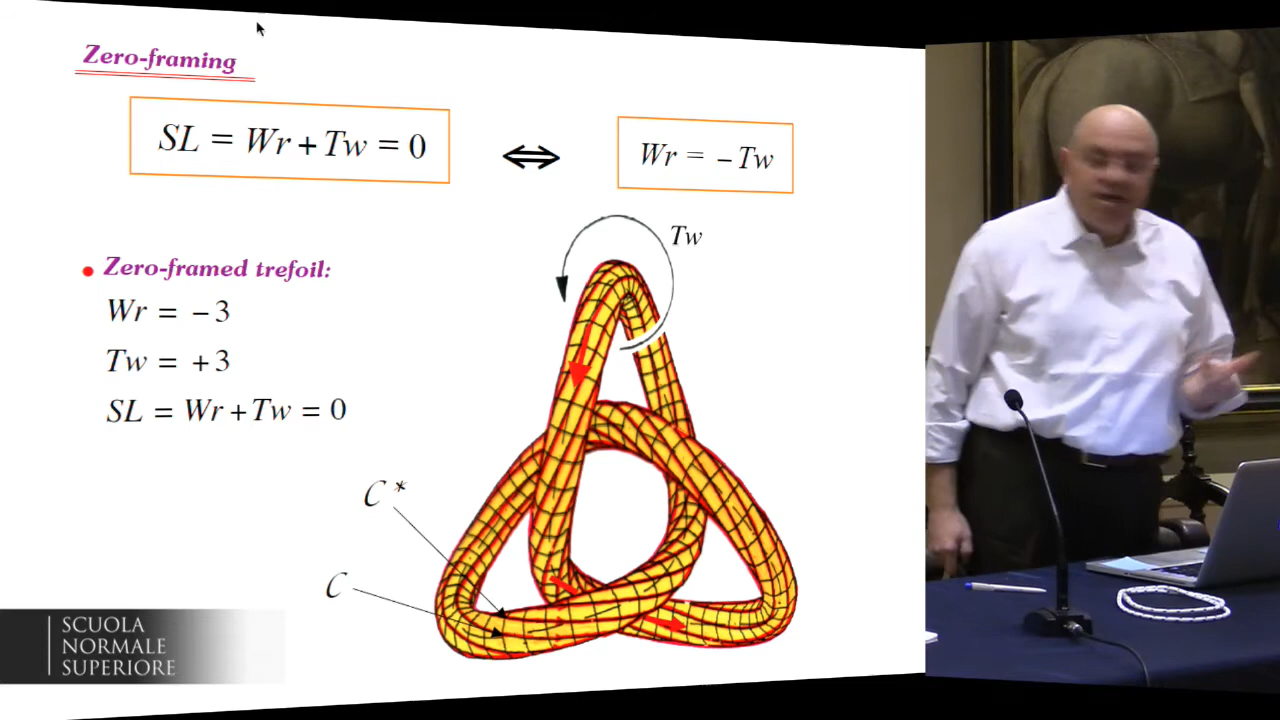 Zero-framing
SL = Wr + Tw = 0
⇔
Wr = − Tw
Tw
Zero-framed trefoil:
Wr = − 3
Tw = + 3
SL = Wr + Tw = 0
C *
C
SCUOLA
NORMALE
SUPERIORE